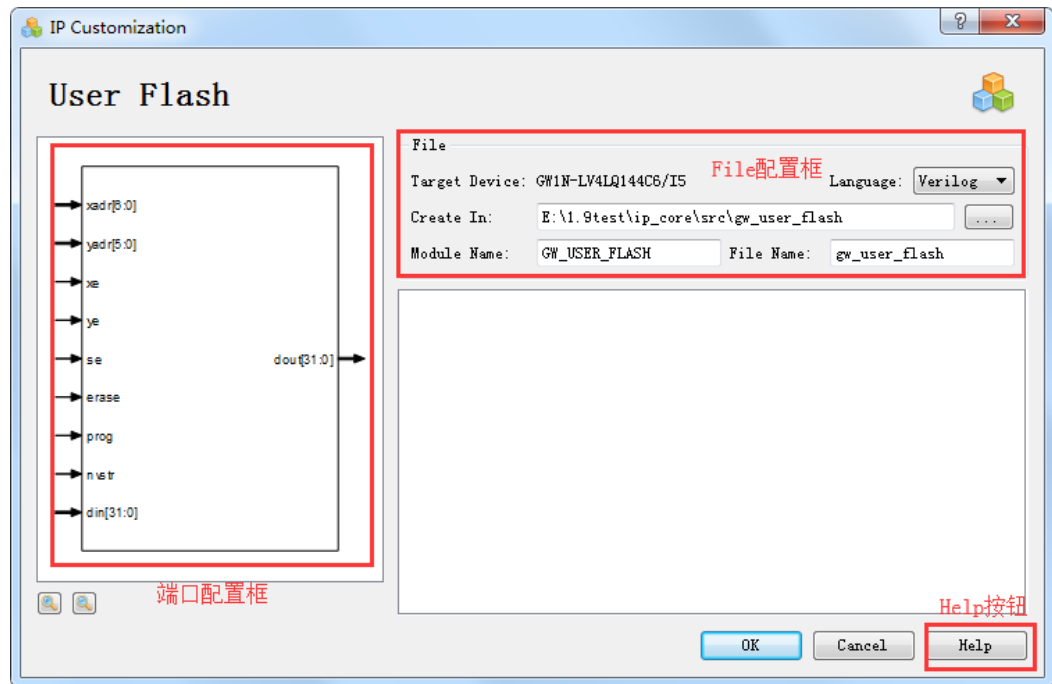 IP Customization
User Flash
File
File配置框
Target Device: GW1N-LV4LQ144C6/I5 Language: Verilog
Create In: E:\1.9test\ip_core\src\gw_user_flash ...
Module Name: GW_USER_FLASH File Name: gw_user_flash
xadr[6:0]
yadr[5:0]
xe
ye
se
dout[31:0]
erase
prog
nvstr
din[31:0]
端口配置框
Help按钮
OK Cancel Help